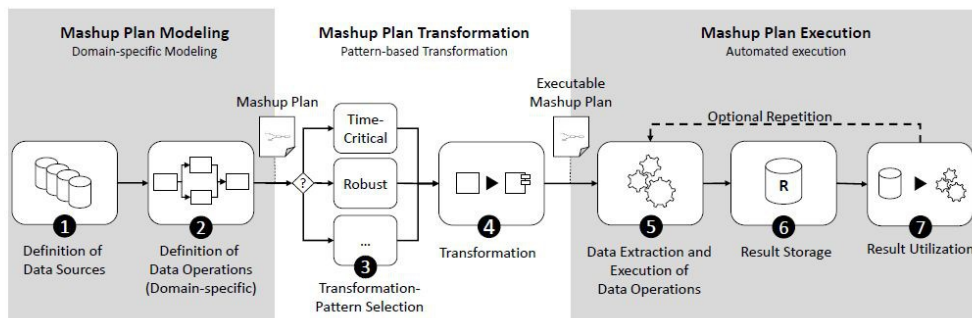 Mashup Plan Modeling
Domain-specific Modeling
Mashup Plan Transformation
Pattern-based Transformation
Mashup Plan Execution
Automated execution
Mashup Plan
Executable
Mashup Plan
Optional Repetition
Time-
Critical
?
Robust
...
R
1
Definition of
Data Sources
2
Definition of
Data Operations
(Domain-specific)
3
Transformation-
Pattern Selection
4
Transformation
5
Data Extraction and
Execution of
Data Operations
6
Result Storage
7
Result Utilization